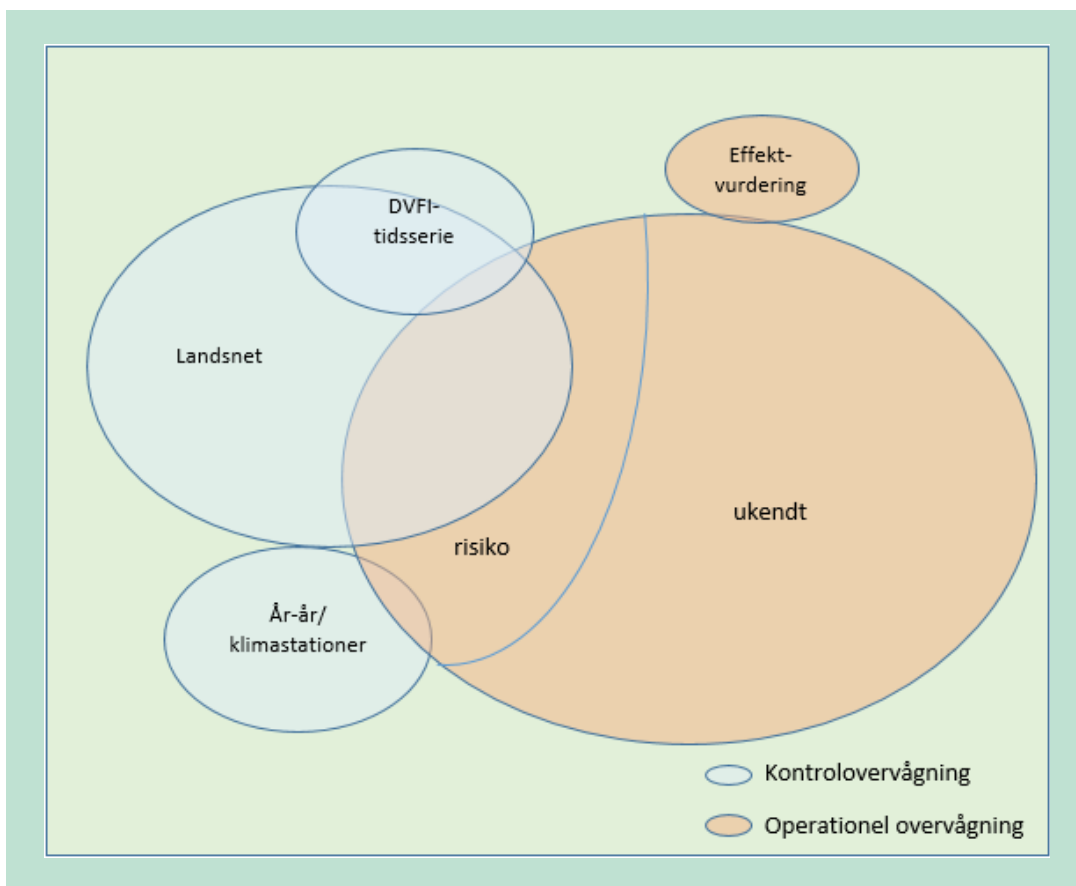 Effekt-
vurdering
DVFI-
tidsserie
Landsnet
ukendt
risiko
År-år/
klimastationer
Kontrolovervågning
Operationel overvågning